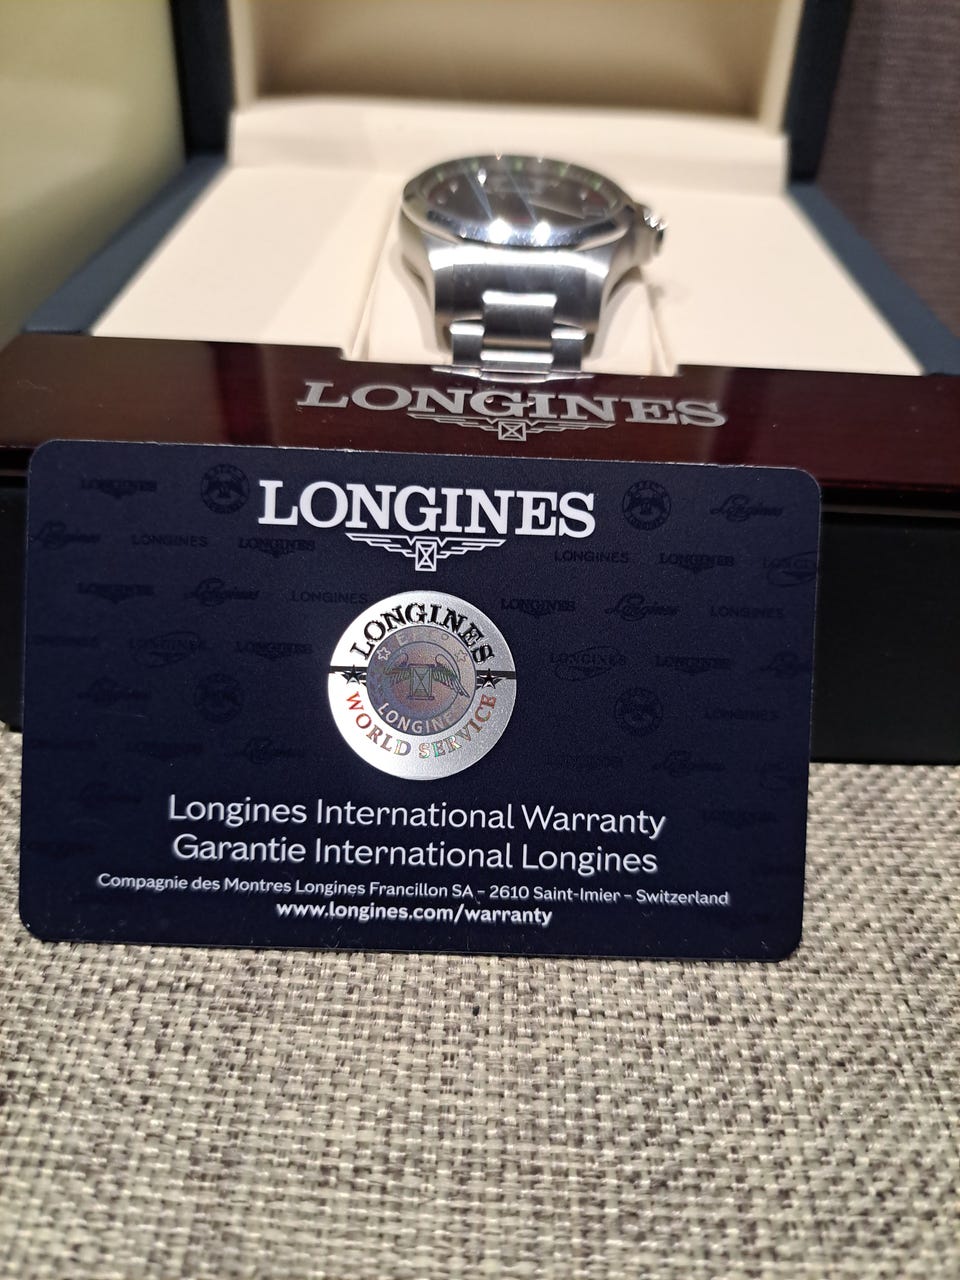 LONGINES
LONGINES
LONGINES
WORLD SERVICE
LONGINES
Longines International Warranty
Garantie International Longines
Compagnie des Montres Longines Francillon SA – 2610 Saint-Imier – Switzerland
www.longines.com/warranty